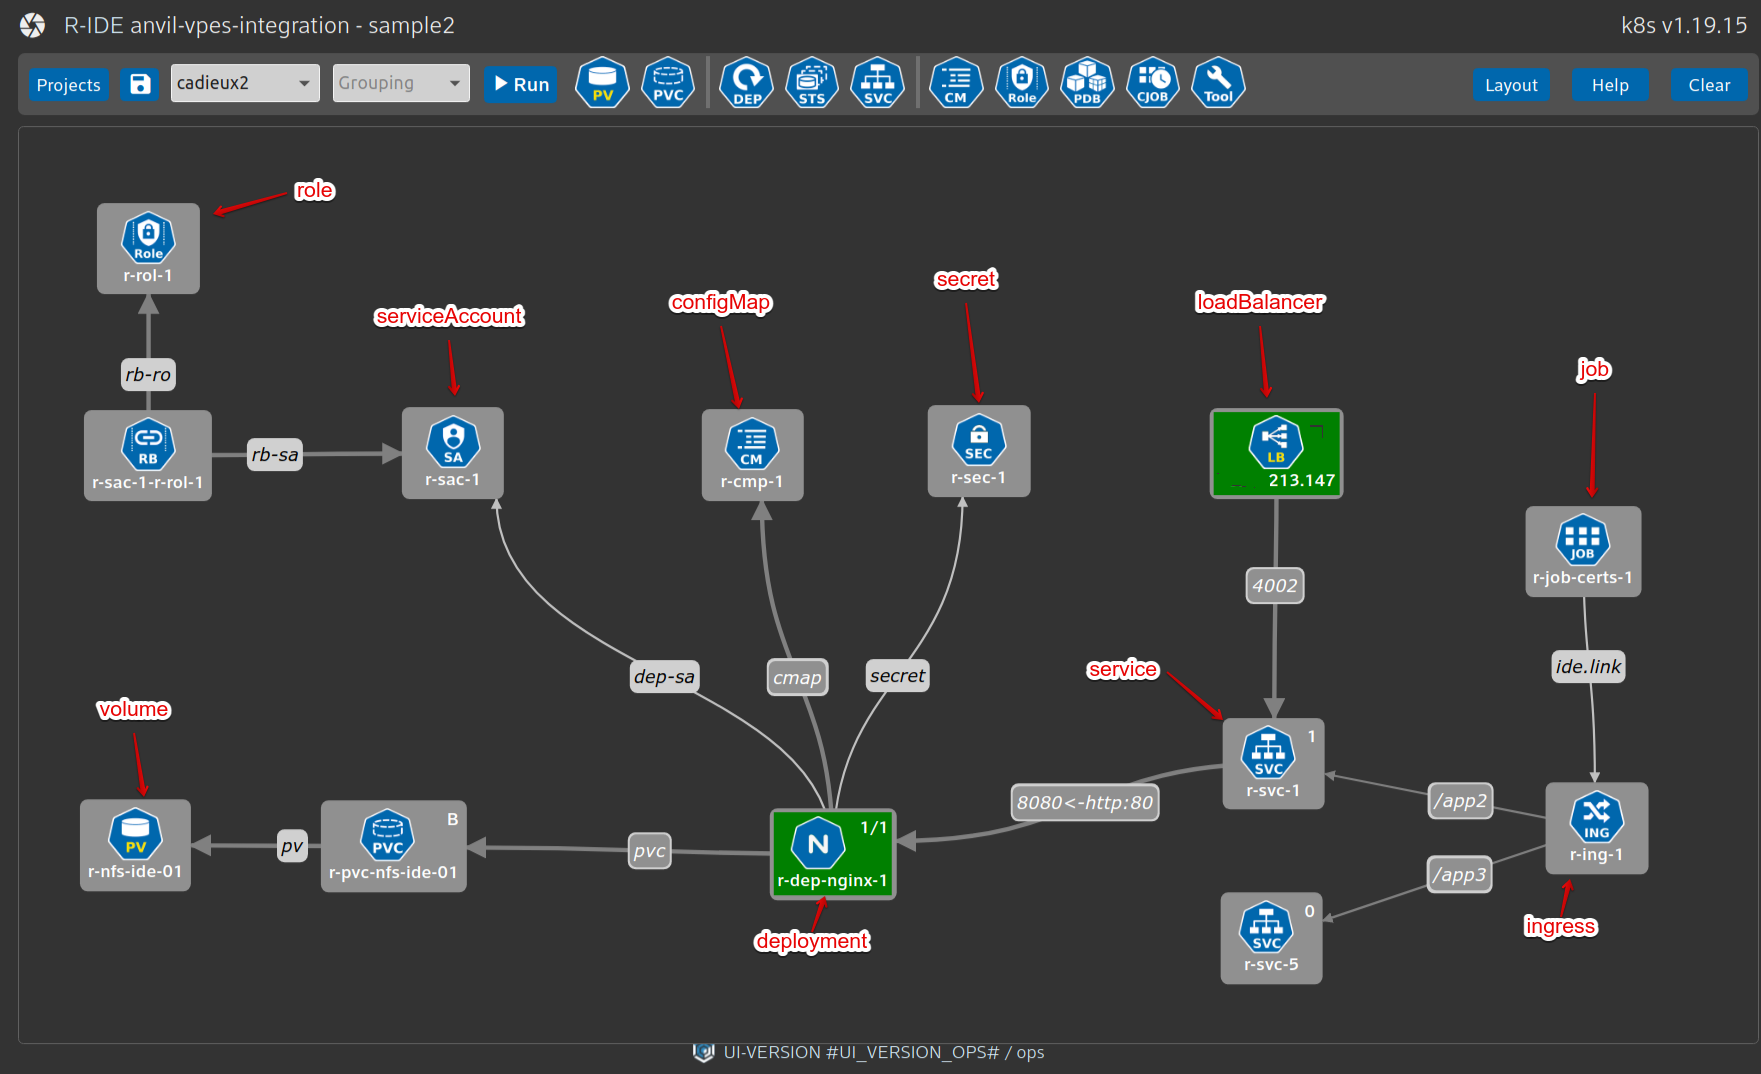 R-IDE anvil-vpes-integration - sample2
k8s v1.19.15
Projects
cadieux2
Grouping
Run
PV
PVC
DEP
STS
SVC
CM
Role
PDB
CJOB
Tool
Layout
Help
Clear
role
Role
r-rol-1
rb-ro
RB
r-sac-1-r-rol-1
rb-sa
serviceAccount
SA
r-sac-1
configMap
CM
r-cmp-1
secret
SEC
r-sec-1
loadBalancer
LB
213.147
job
JOB
r-job-certs-1
4002
ide.link
dep-sa
cmap
secret
service
1
SVC
r-svc-1
volume
PV
r-nfs-ide-01
pv
B
PVC
r-pvc-nfs-ide-01
pvc
1/1
N
r-dep-nginx-1
deployment
8080<-http:80
/app2
ING
r-ing-1
/app3
ingress
0
SVC
r-svc-5
UI-VERSION #UI_VERSION_OPS# / ops